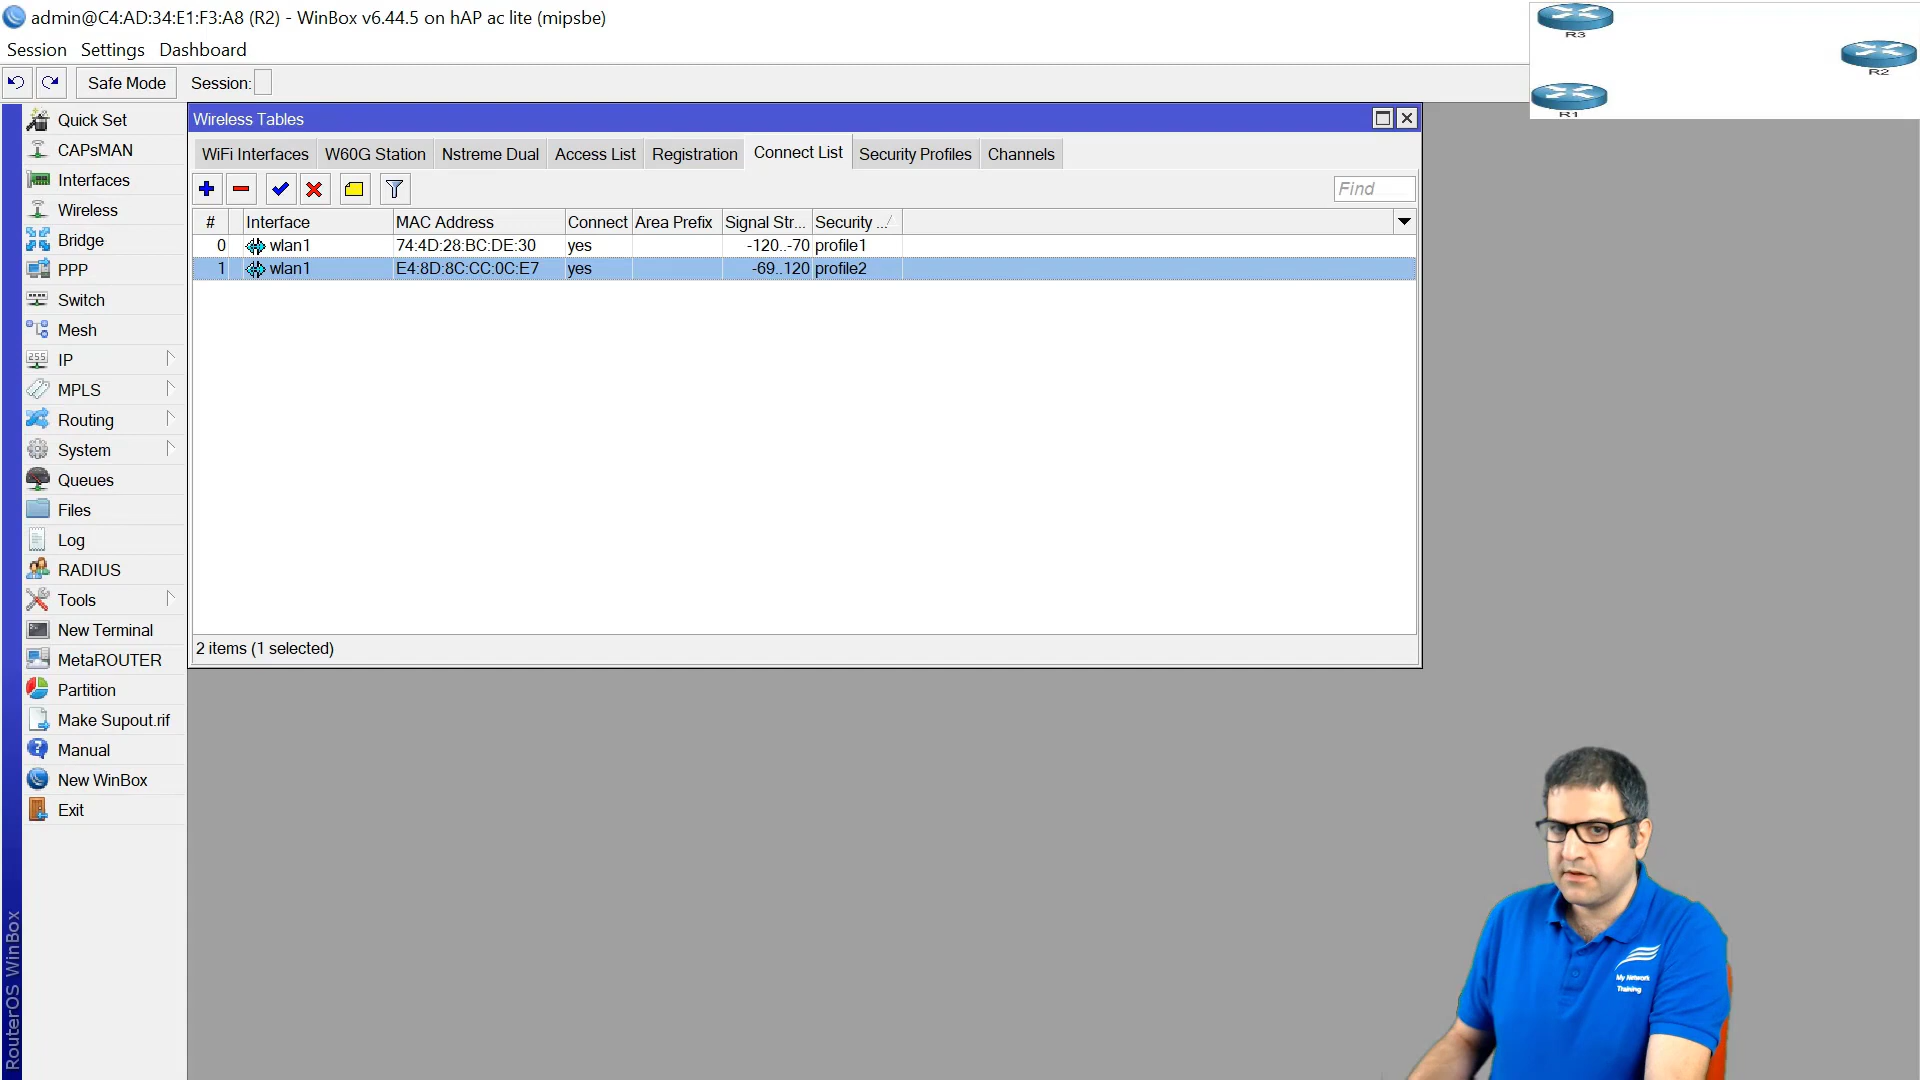 admin@C4:AD:34:E1:F3:A8 (R2) - WinBox v6.44.5 on hAP ac lite (mipsbe)
Session Settings Dashboard
Safe Mode Session:
R3
R2
R1
Quick Set
CAPsMAN
Interfaces
Wireless
Bridge
PPP
Switch
Mesh
IP
MPLS
Routing
System
Queues
Files
Log
RADIUS
Tools
New Terminal
MetaROUTER
Partition
Make Supout.rif
Manual
New WinBox
Exit
RouterOS WinBox
Wireless Tables
WiFi Interfaces W60G Station Nstreme Dual Access List Registration Connect List Security Profiles Channels
Find
# Interface MAC Address Connect Area Prefix Signal Str... Security ...
0 wlan1 74:4D:28:BC:DE:30 yes -120..-70 profile1
1 wlan1 E4:8D:8C:CC:0C:E7 yes -69..120 profile2
2 items (1 selected)
My Network
Training